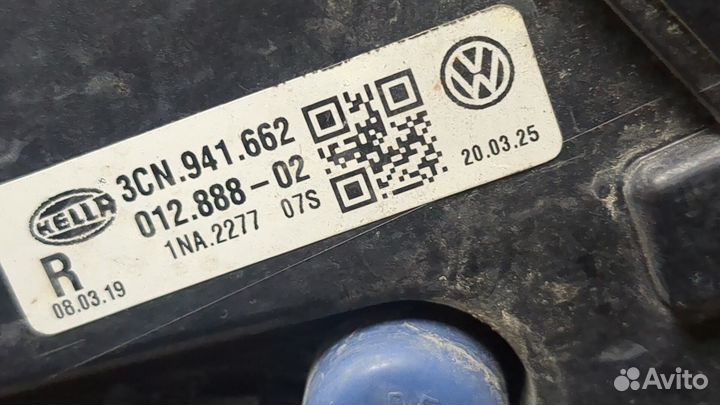 HELLA
3CN.941.662
012.888-02
1NA.2277 07S
R
08.03.19
20.03.25
Avito